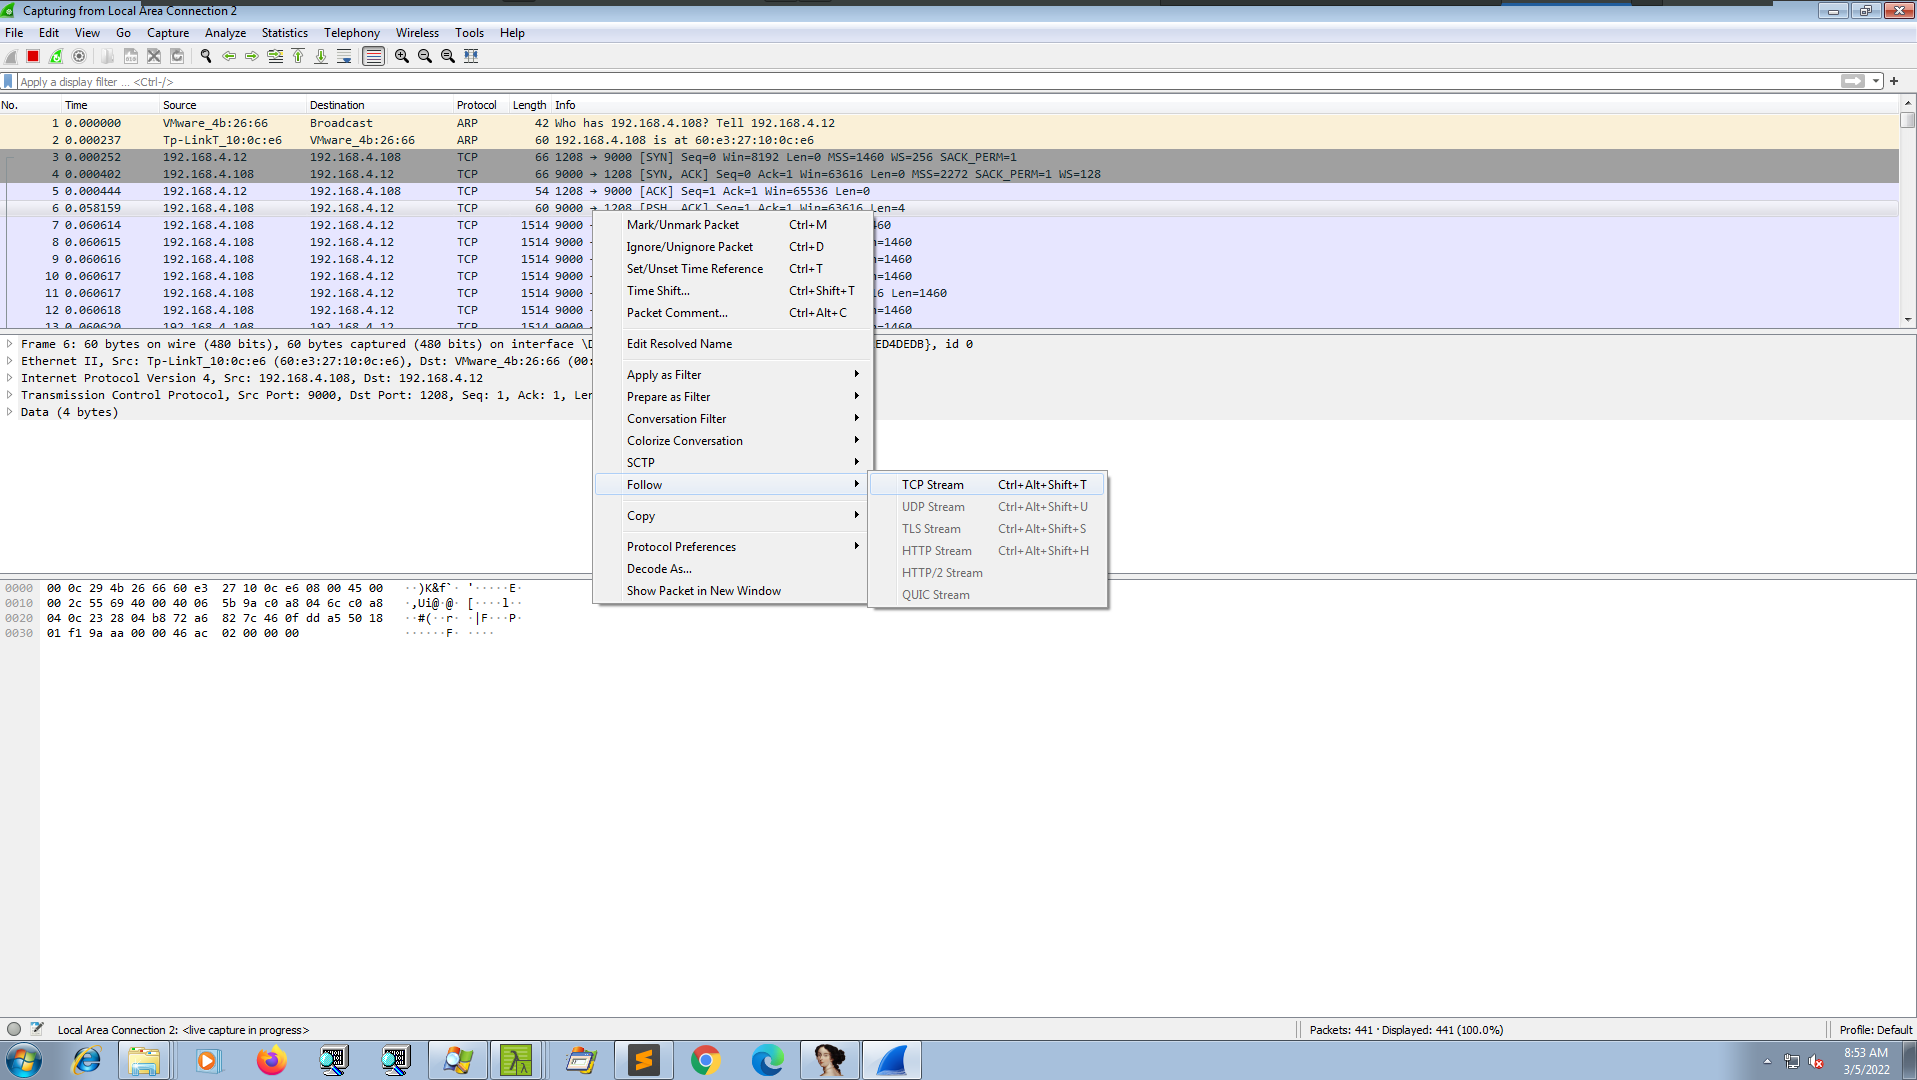 Capturing from Local Area Connection 2
File Edit View Go Capture Analyze Statistics Telephony Wireless Tools Help
Apply a display filter ... <Ctrl-/>
No. Time Source Destination Protocol Length Info
1 0.000000 VMware_4b:26:66 Broadcast ARP 42 Who has 192.168.4.108? Tell 192.168.4.12
2 0.000237 Tp-LinkT_10:0c:e6 VMware_4b:26:66 ARP 60 192.168.4.108 is at 60:e3:27:10:0c:e6
3 0.000252 192.168.4.12 192.168.4.108 TCP 66 1208 → 9000 [SYN] Seq=0 Win=8192 Len=0 MSS=1460 WS=256 SACK_PERM=1
4 0.000402 192.168.4.108 192.168.4.12 TCP 66 9000 → 1208 [SYN, ACK] Seq=0 Ack=1 Win=63616 Len=0 MSS=2272 SACK_PERM=1 WS=128
5 0.000444 192.168.4.12 192.168.4.108 TCP 54 1208 → 9000 [ACK] Seq=1 Ack=1 Win=65536 Len=0
6 0.058159 192.168.4.108 192.168.4.12 TCP 60 9000 → 1208 [PSH, ACK] Seq=1 Ack=1 Win=63616 Len=4
7 0.060614 192.168.4.108 192.168.4.12 TCP 1514 9000 460
8 0.060615 192.168.4.108 192.168.4.12 TCP 1514 9000 n=1460
9 0.060616 192.168.4.108 192.168.4.12 TCP 1514 9000 n=1460
10 0.060617 192.168.4.108 192.168.4.12 TCP 1514 9000 n=1460
11 0.060617 192.168.4.108 192.168.4.12 TCP 1514 9000 16 Len=1460
12 0.060618 192.168.4.108 192.168.4.12 TCP 1514 9000 n=1460
13 0.060620 192.168.4.108 192.168.4.12 TCP 1514 9000 n=1460
Mark/Unmark Packet Ctrl+M
Ignore/Unignore Packet Ctrl+D
Set/Unset Time Reference Ctrl+T
Time Shift... Ctrl+Shift+T
Packet Comment... Ctrl+Alt+C
Edit Resolved Name
Apply as Filter
Prepare as Filter
Conversation Filter
Colorize Conversation
SCTP
Follow
Copy
Protocol Preferences
Decode As...
Show Packet in New Window
TCP Stream Ctrl+Alt+Shift+T
UDP Stream Ctrl+Alt+Shift+U
TLS Stream Ctrl+Alt+Shift+S
HTTP Stream Ctrl+Alt+Shift+H
HTTP/2 Stream
QUIC Stream
Frame 6: 60 bytes on wire (480 bits), 60 bytes captured (480 bits) on interface \D ED4DEDB}, id 0
Ethernet II, Src: Tp-LinkT_10:0c:e6 (60:e3:27:10:0c:e6), Dst: VMware_4b:26:66 (00:
Internet Protocol Version 4, Src: 192.168.4.108, Dst: 192.168.4.12
Transmission Control Protocol, Src Port: 9000, Dst Port: 1208, Seq: 1, Ack: 1, Len
Data (4 bytes)
0000 00 0c 29 4b 26 66 60 e3 27 10 0c e6 08 00 45 00 ··)K&f`· '·····E·
0010 00 2c 55 69 40 00 40 06 5b 9a c0 a8 04 6c c0 a8 ·,Ui@·@· [····l··
0020 04 0c 23 28 04 b8 72 a6 82 7c 46 0f dd a5 50 18 ··#(··r· ·|F···P·
0030 01 f1 9a aa 00 00 46 ac 02 00 00 00 ······F· ····
Local Area Connection 2: <live capture in progress>
Packets: 441 · Displayed: 441 (100.0%)
Profile: Default
8:53 AM
3/5/2022